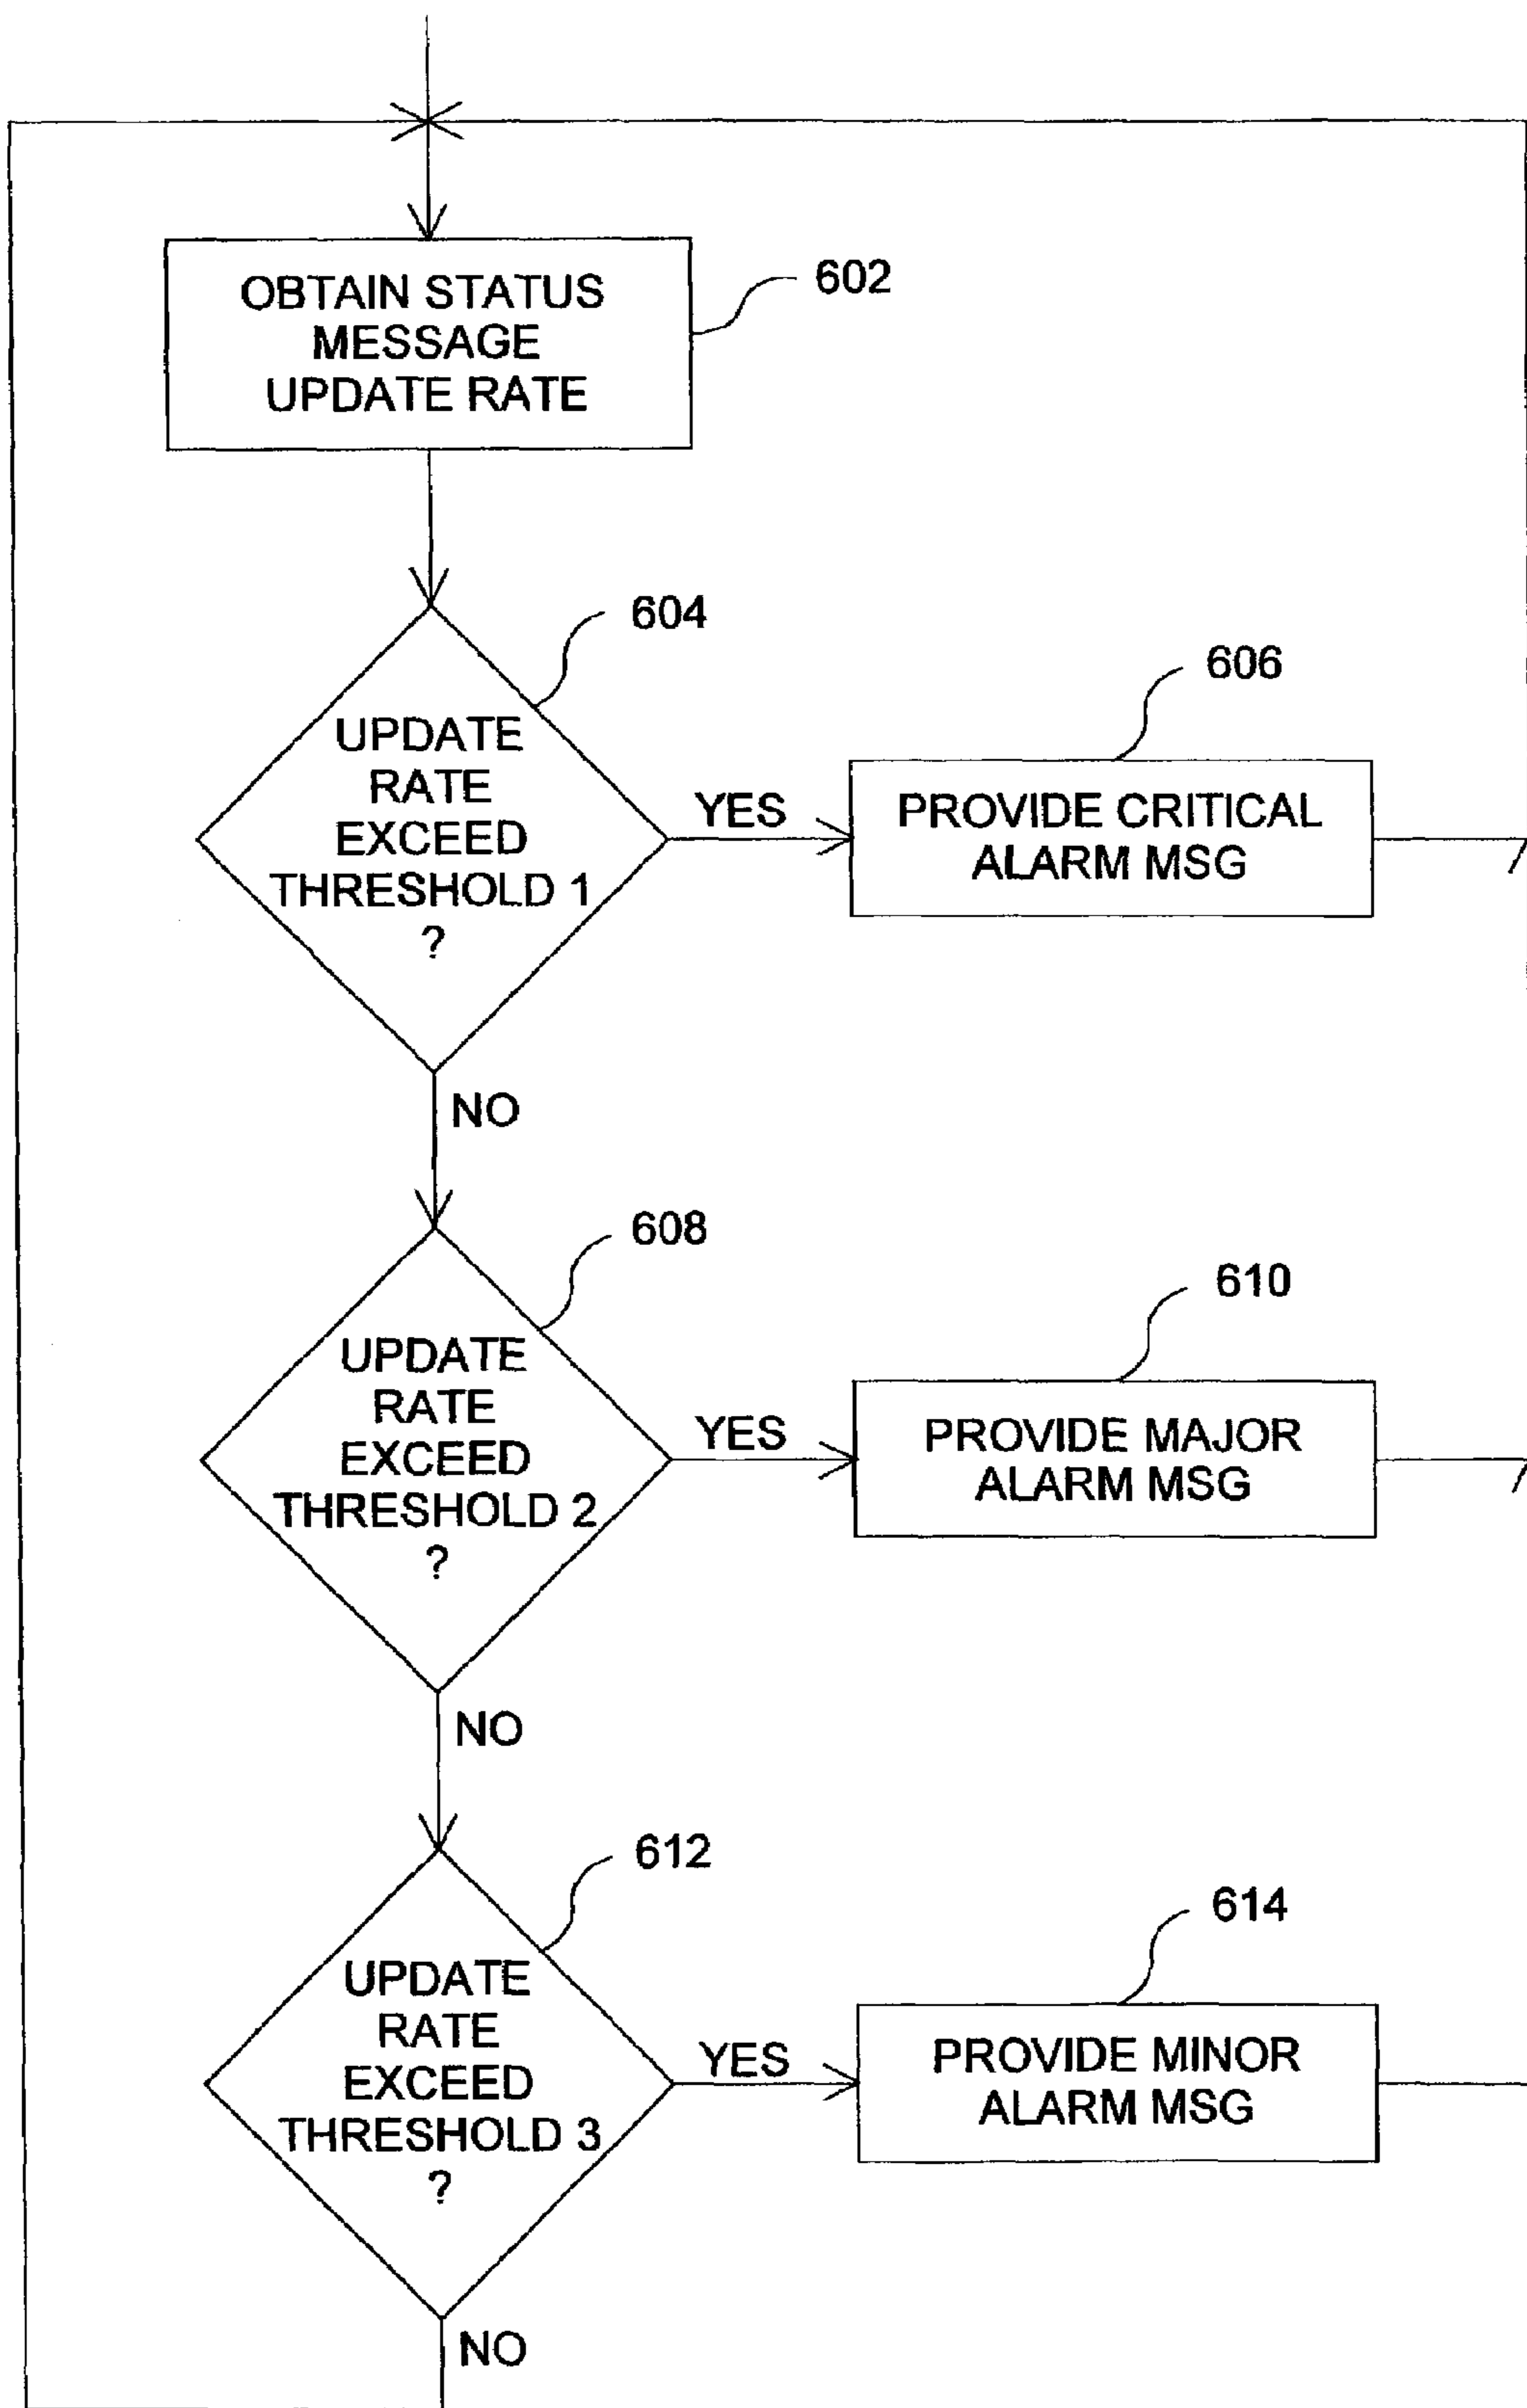 OBTAIN STATUS
MESSAGE
UPDATE RATE
602
UPDATE
RATE
EXCEED
THRESHOLD 1
?
604
YES
PROVIDE CRITICAL
ALARM MSG
606
NO
UPDATE
RATE
EXCEED
THRESHOLD 2
?
608
YES
PROVIDE MAJOR
ALARM MSG
610
NO
UPDATE
RATE
EXCEED
THRESHOLD 3
?
612
YES
PROVIDE MINOR
ALARM MSG
614
NO